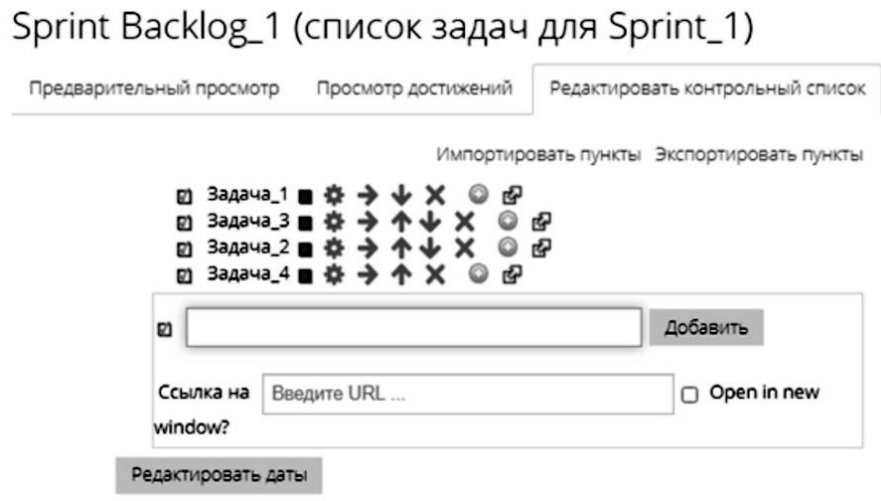 Sprint Backlog_1 (список задач для Sprint_1)
Предварительный просмотр Просмотр достижений Редактировать контрольный список
Импортировать пункты Экспортировать пункты
Задача_1
Задача_3
Задача_2
Задача_4
Добавить
Ссылка на Введите URL ... Open in new
window?
Редактировать даты